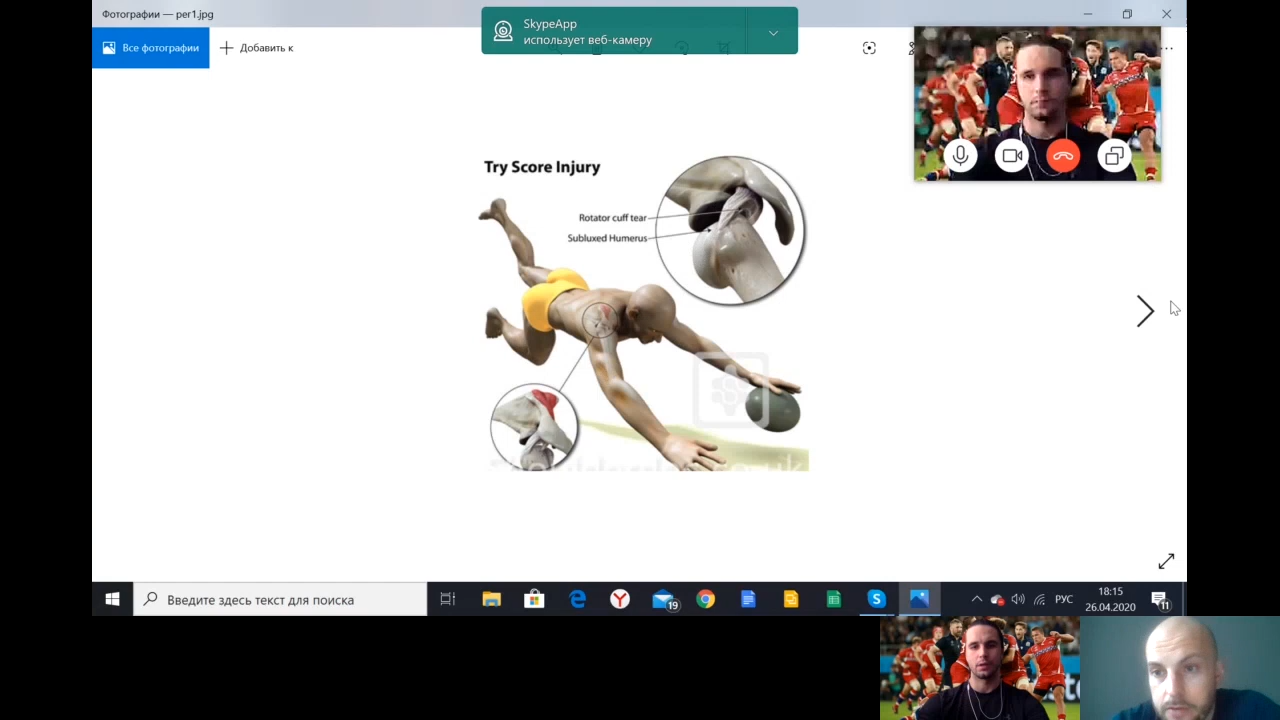 Фотографии — per1.jpg
SkypeApp
использует веб-камеру
Все фотографии
Добавить к
Try Score Injury
Rotator cuff tear
Subluxed Humerus
Введите здесь текст для поиска
19
РУС
18:15
26.04.2020
11